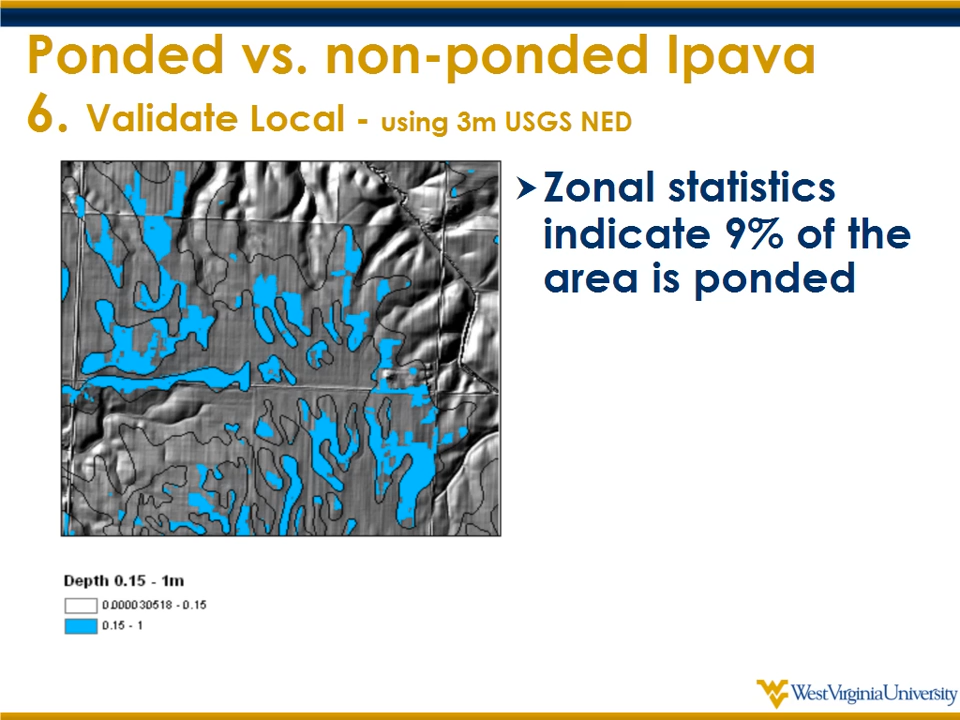 Ponded vs. non-ponded Ipava
6. Validate Local - using 3m USGS NED
Zonal statistics
indicate 9% of the
area is ponded
Depth 0.15 - 1m
0.000030518 - 0.15
0.15 - 1
WestVirginiaUniversity